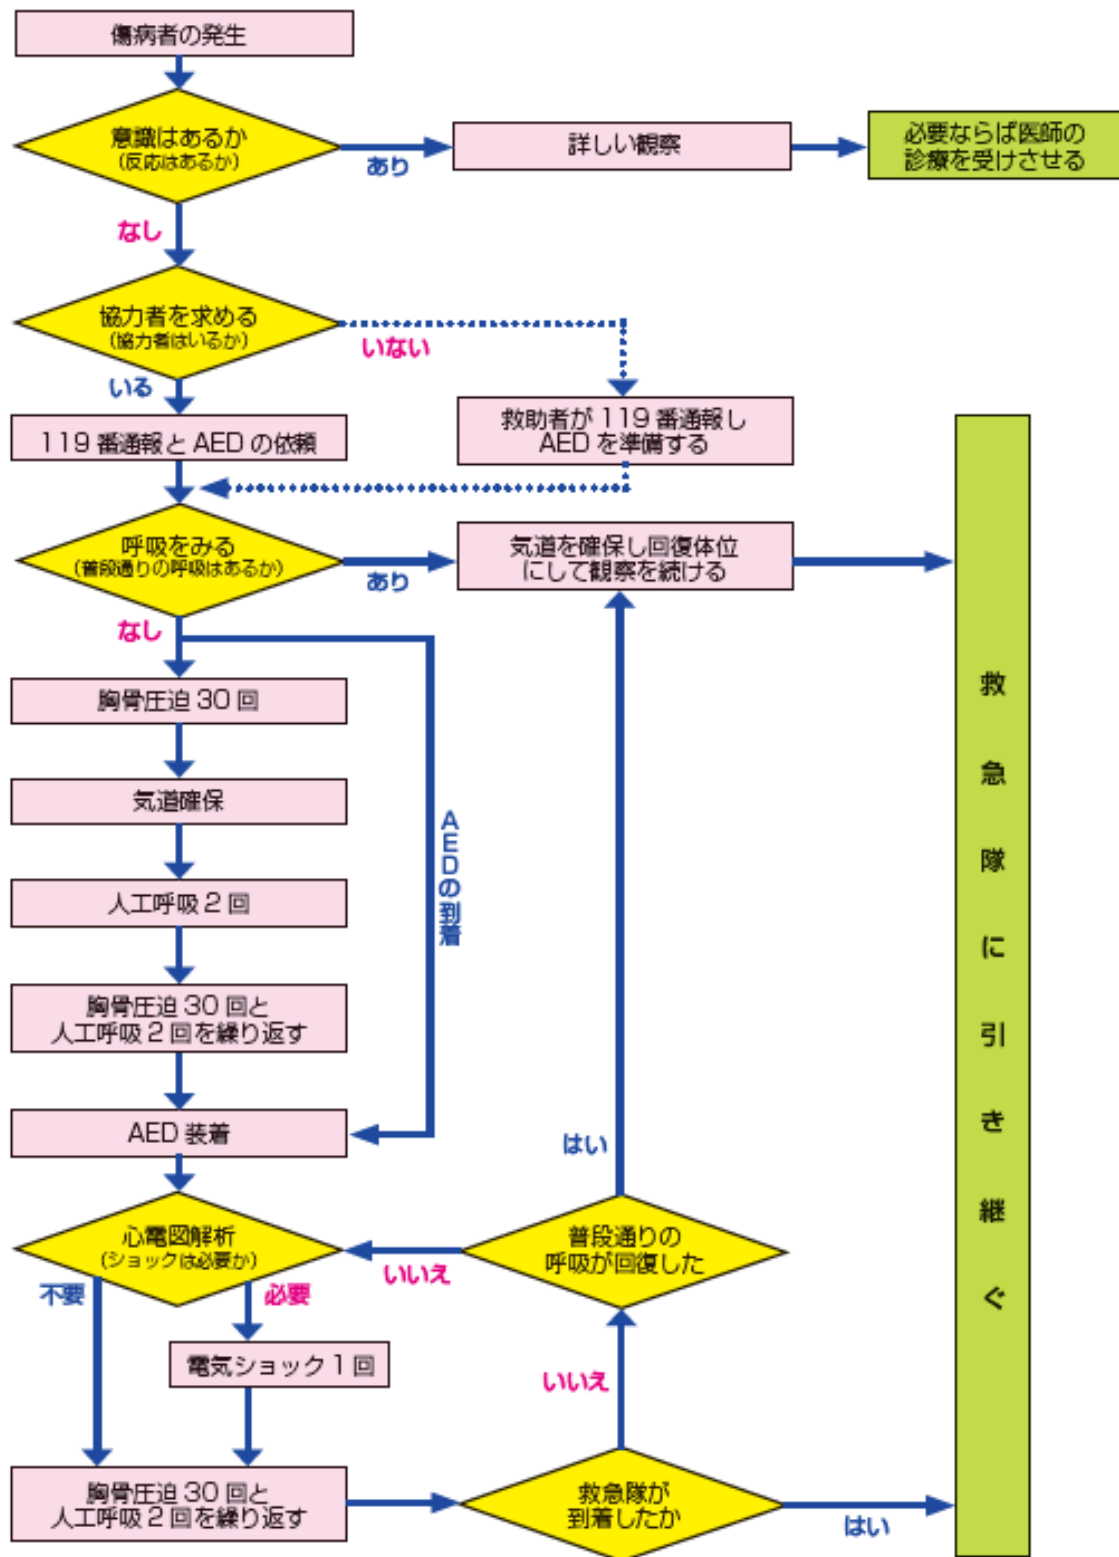 傷病者の発生
意識はあるか
(反応はあるか)
あり
詳しい観察
必要ならば医師の
診療を受けさせる
なし
協力者を求める
(協力者はいるか)
いない
いる
119番通報とAEDの依頼
救助者が119番通報し
AEDを準備する
呼吸をみる
(普段通りの呼吸はあるか)
あり
気道を確保し回復体位
にして観察を続ける
なし
胸骨圧迫30回
気道確保
人工呼吸2回
胸骨圧迫30回と
人工呼吸2回を繰り返す
AEDの到着
AED装着
心電図解析
(ショックは必要か)
不要
必要
電気ショック1回
胸骨圧迫30回と
人工呼吸2回を繰り返す
救急隊が
到着したか
はい
いいえ
普段通りの
呼吸が回復した
いいえ
はい
救急隊に引き継ぐ